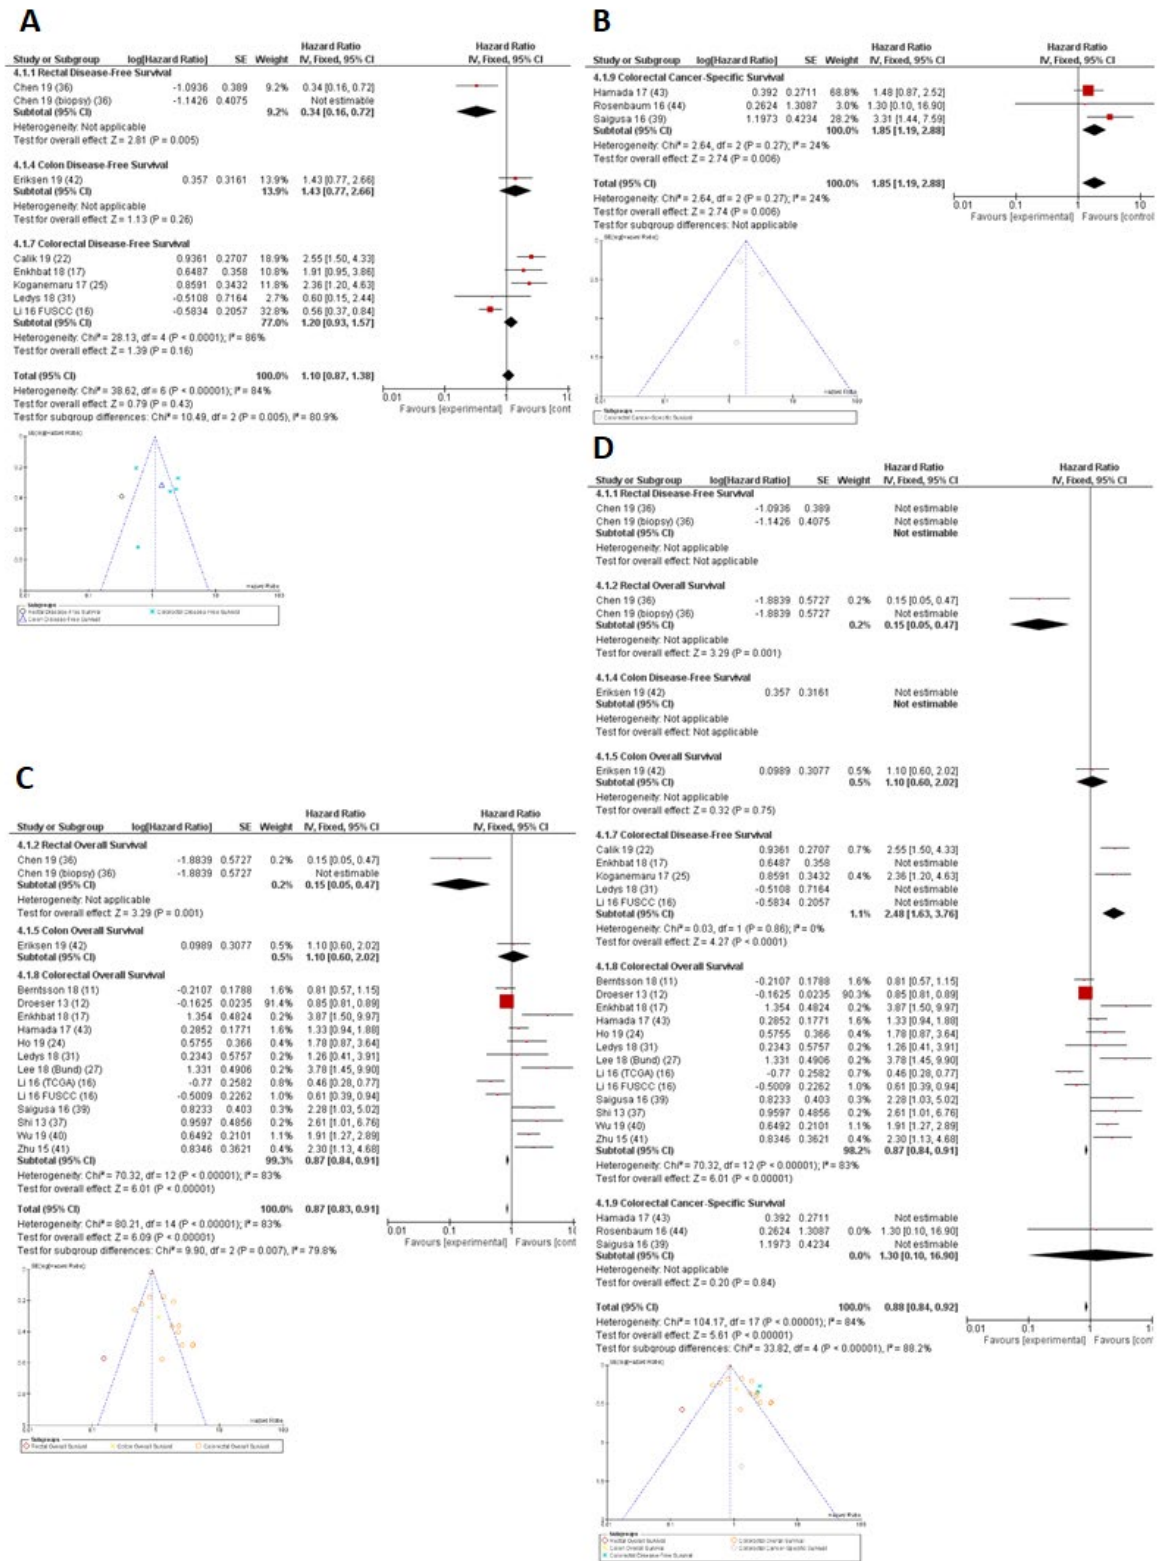 A
Hazard Ratio Hazard Ratio
Study or Subgroup log[Hazard Ratio] SE Weight IV, Fixed, 95% CI IV, Fixed, 95% CI
4.1.1 Rectal Disease-Free Survival
Chen 19 (36) -1.0936 0.389 9.2% 0.34 [0.16, 0.72]
Chen 19 (biopsy) (36) -1.1426 0.4075 Not estimable
Subtotal (95% CI) 9.2% 0.34 [0.16, 0.72]
Heterogeneity: Not applicable
Test for overall effect: Z = 2.81 (P = 0.005)
4.1.4 Colon Disease-Free Survival
Eriksen 19 (42) 0.357 0.3161 13.9% 1.43 [0.77, 2.66]
Subtotal (95% CI) 13.9% 1.43 [0.77, 2.66]
Heterogeneity: Not applicable
Test for overall effect: Z = 1.13 (P = 0.26)
4.1.7 Colorectal Disease-Free Survival
Calik 19 (22) 0.9361 0.2707 18.9% 2.55 [1.50, 4.33]
Enkhbat 18 (17) 0.6487 0.358 10.8% 1.91 [0.95, 3.86]
Koganemaru 17 (25) 0.8591 0.3432 11.8% 2.36 [1.20, 4.63]
Ledys 18 (31) -0.5108 0.7164 2.7% 0.60 [0.15, 2.44]
Li 16 FUSCC (16) -0.5834 0.2057 32.8% 0.56 [0.37, 0.84]
Subtotal (95% CI) 77.0% 1.20 [0.93, 1.57]
Heterogeneity: Chi² = 28.13, df = 4 (P < 0.0001); I² = 86%
Test for overall effect: Z = 1.39 (P = 0.16)
Total (95% CI) 100.0% 1.10 [0.87, 1.38]
Heterogeneity: Chi² = 38.62, df = 6 (P < 0.00001); I² = 84%
Test for overall effect: Z = 0.79 (P = 0.43)
Test for subgroup differences: Chi² = 10.49, df = 2 (P = 0.005), I² = 80.9%
0.01 0.1 1 10
Favours [experimental] Favours [cont
SE(log[Hazard Ratio])
Hazard Ratio
Subgroups
Rectal Disease-Free Survival Colorectal Disease-Free Survival
Colon Disease-Free Survival
B
Hazard Ratio Hazard Ratio
Study or Subgroup log[Hazard Ratio] SE Weight IV, Fixed, 95% CI IV, Fixed, 95% CI
4.1.9 Colorectal Cancer-Specific Survival
Hamada 17 (43) 0.392 0.2711 68.8% 1.48 [0.87, 2.52]
Rosenbaum 16 (44) 0.2624 1.3087 3.0% 1.30 [0.10, 16.90]
Saigusa 16 (39) 1.1973 0.4234 28.2% 3.31 [1.44, 7.59]
Subtotal (95% CI) 100.0% 1.85 [1.19, 2.88]
Heterogeneity: Chi² = 2.64, df = 2 (P = 0.27); I² = 24%
Test for overall effect: Z = 2.74 (P = 0.006)
Total (95% CI) 100.0% 1.85 [1.19, 2.88]
Heterogeneity: Chi² = 2.64, df = 2 (P = 0.27); I² = 24%
Test for overall effect: Z = 2.74 (P = 0.006)
Test for subgroup differences: Not applicable
0.01 0.1 1 10
Favours [experimental] Favours [control
SE(log[Hazard Ratio])
Hazard Ratio
Subgroups
Colorectal Cancer-Specific Survival
C
Hazard Ratio Hazard Ratio
Study or Subgroup log[Hazard Ratio] SE Weight IV, Fixed, 95% CI IV, Fixed, 95% CI
4.1.2 Rectal Overall Survival
Chen 19 (36) -1.8839 0.5727 0.2% 0.15 [0.05, 0.47]
Chen 19 (biopsy) (36) -1.8839 0.5727 Not estimable
Subtotal (95% CI) 0.2% 0.15 [0.05, 0.47]
Heterogeneity: Not applicable
Test for overall effect: Z = 3.29 (P = 0.001)
4.1.5 Colon Overall Survival
Eriksen 19 (42) 0.0989 0.3077 0.5% 1.10 [0.60, 2.02]
Subtotal (95% CI) 0.5% 1.10 [0.60, 2.02]
4.1.8 Colorectal Overall Survival
Berntsson 18 (11) -0.2107 0.1788 1.6% 0.81 [0.57, 1.15]
Droeser 13 (12) -0.1625 0.0235 91.4% 0.85 [0.81, 0.89]
Enkhbat 18 (17) 1.354 0.4824 0.2% 3.87 [1.50, 9.97]
Hamada 17 (43) 0.2852 0.1771 1.6% 1.33 [0.94, 1.88]
Ho 19 (24) 0.5755 0.366 0.4% 1.78 [0.87, 3.64]
Ledys 18 (31) 0.2343 0.5757 0.2% 1.26 [0.41, 3.91]
Lee 18 (Bund) (27) 1.331 0.4906 0.2% 3.78 [1.45, 9.90]
Li 16 (TCGA) (16) -0.77 0.2582 0.8% 0.46 [0.28, 0.77]
Li 16 FUSCC (16) -0.5009 0.2262 1.0% 0.61 [0.39, 0.94]
Saigusa 16 (39) 0.8233 0.403 0.3% 2.28 [1.03, 5.02]
Shi 13 (37) 0.9597 0.4856 0.2% 2.61 [1.01, 6.76]
Wu 19 (40) 0.6492 0.2101 1.1% 1.91 [1.27, 2.89]
Zhu 15 (41) 0.8346 0.3621 0.4% 2.30 [1.13, 4.68]
Subtotal (95% CI) 99.3% 0.87 [0.84, 0.91]
Heterogeneity: Chi² = 70.32, df = 12 (P < 0.00001); I² = 83%
Test for overall effect: Z = 6.01 (P < 0.00001)
Total (95% CI) 100.0% 0.87 [0.83, 0.91]
Heterogeneity: Chi² = 80.21, df = 14 (P < 0.00001); I² = 83%
Test for overall effect: Z = 6.09 (P < 0.00001)
Test for subgroup differences: Chi² = 9.90, df = 2 (P = 0.007), I² = 79.8%
0.01 0.1 1
Favours [experimental] Favours [cont
SE(log[Hazard Ratio])
Hazard Ratio
Subgroups
Rectal Overall Survival Colon Overall Survival Colorectal Overall Survival
D
Hazard Ratio Hazard Ratio
Study or Subgroup log[Hazard Ratio] SE Weight IV, Fixed, 95% CI IV, Fixed, 95% CI
4.1.1 Rectal Disease-Free Survival
Chen 19 (36) -1.0936 0.389 Not estimable
Chen 19 (biopsy) (36) -1.1426 0.4075 Not estimable
Subtotal (95% CI) Not estimable
Heterogeneity: Not applicable
Test for overall effect: Not applicable
4.1.2 Rectal Overall Survival
Chen 19 (36) -1.8839 0.5727 0.2% 0.15 [0.05, 0.47]
Chen 19 (biopsy) (36) -1.8839 0.5727 Not estimable
Subtotal (95% CI) 0.2% 0.15 [0.05, 0.47]
Heterogeneity: Not applicable
Test for overall effect: Z = 3.29 (P = 0.001)
4.1.4 Colon Disease-Free Survival
Eriksen 19 (42) 0.357 0.3161 Not estimable
Subtotal (95% CI) Not estimable
Heterogeneity: Not applicable
Test for overall effect: Not applicable
4.1.5 Colon Overall Survival
Eriksen 19 (42) 0.0989 0.3077 0.5% 1.10 [0.60, 2.02]
Subtotal (95% CI) 0.5% 1.10 [0.60, 2.02]
Heterogeneity: Not applicable
Test for overall effect: Z = 0.32 (P = 0.75)
4.1.7 Colorectal Disease-Free Survival
Calik 19 (22) 0.9361 0.2707 0.7% 2.55 [1.50, 4.33]
Enkhbat 18 (17) 0.6487 0.358 Not estimable
Koganemaru 17 (25) 0.8591 0.3432 0.4% 2.36 [1.20, 4.63]
Ledys 18 (31) -0.5108 0.7164 Not estimable
Li 16 FUSCC (16) -0.5834 0.2057 Not estimable
Subtotal (95% CI) 1.1% 2.48 [1.63, 3.76]
Heterogeneity: Chi² = 0.03, df = 1 (P = 0.86); I² = 0%
Test for overall effect: Z = 4.27 (P < 0.0001)
4.1.8 Colorectal Overall Survival
Berntsson 18 (11) -0.2107 0.1788 1.6% 0.81 [0.57, 1.15]
Droeser 13 (12) -0.1625 0.0235 90.3% 0.85 [0.81, 0.89]
Enkhbat 18 (17) 1.354 0.4824 0.2% 3.87 [1.50, 9.97]
Hamada 17 (43) 0.2852 0.1771 1.6% 1.33 [0.94, 1.88]
Ho 19 (24) 0.5755 0.366 0.4% 1.78 [0.87, 3.64]
Ledys 18 (31) 0.2343 0.5757 0.2% 1.26 [0.41, 3.91]
Lee 18 (Bund) (27) 1.331 0.4906 0.2% 3.78 [1.45, 9.90]
Li 16 (TCGA) (16) -0.77 0.2582 0.7% 0.46 [0.28, 0.77]
Li 16 FUSCC (16) -0.5009 0.2262 1.0% 0.61 [0.39, 0.94]
Saigusa 16 (39) 0.8233 0.403 0.3% 2.28 [1.03, 5.02]
Shi 13 (37) 0.9597 0.4856 0.2% 2.61 [1.01, 6.76]
Wu 19 (40) 0.6492 0.2101 1.1% 1.91 [1.27, 2.89]
Zhu 15 (41) 0.8346 0.3621 0.4% 2.30 [1.13, 4.68]
Subtotal (95% CI) 98.2% 0.87 [0.84, 0.91]
Heterogeneity: Chi² = 70.32, df = 12 (P < 0.00001); I² = 83%
Test for overall effect: Z = 6.01 (P < 0.00001)
4.1.9 Colorectal Cancer-Specific Survival
Hamada 17 (43) 0.392 0.2711 Not estimable
Rosenbaum 16 (44) 0.2624 1.3087 0.0% 1.30 [0.10, 16.90]
Saigusa 16 (39) 1.1973 0.4234 Not estimable
Subtotal (95% CI) 0.0% 1.30 [0.10, 16.90]
Heterogeneity: Not applicable
Test for overall effect: Z = 0.20 (P = 0.84)
Total (95% CI) 100.0% 0.88 [0.84, 0.92]
Heterogeneity: Chi² = 104.17, df = 17 (P < 0.00001); I² = 84%
Test for overall effect: Z = 5.61 (P < 0.00001)
Test for subgroup differences: Chi² = 33.82, df = 4 (P < 0.00001), I² = 88.2%
0.01 0.1 1
Favours [experimental] Favours [con
SE(log[Hazard Ratio])
Hazard Ratio
Subgroups
Rectal Overall Survival Colorectal Overall Survival
Colon Overall Survival Colorectal Cancer-Specific Survival
Colorectal Disease-Free Survival